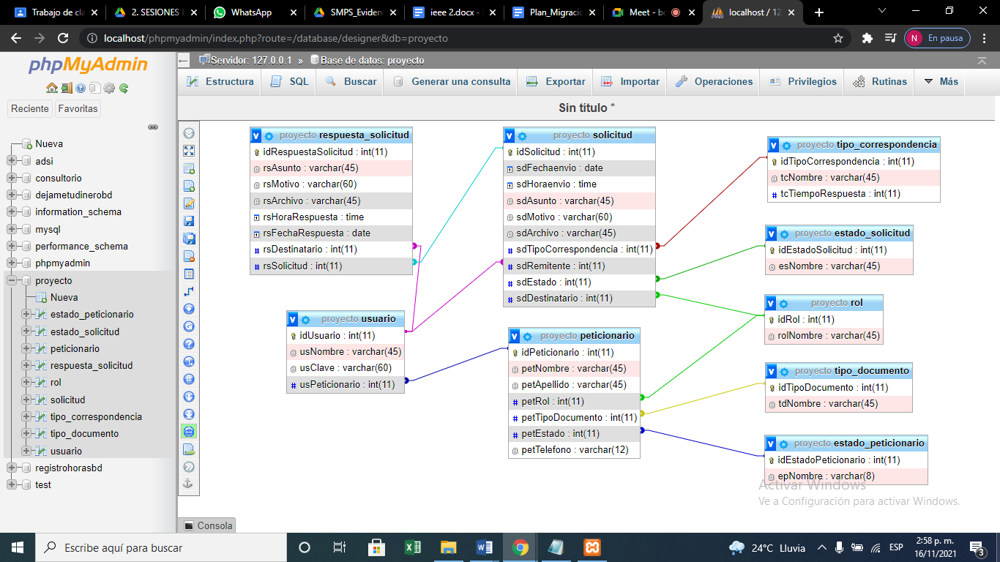 Trabajo de cla
2. SESIONES
WhatsApp
SMPS_Eviden
ieee 2.docx -
Plan_Migracio
Meet - bo
localhost / 12
localhost/phpmyadmin/index.php?route=/database/designer&db=proyecto
N
En pausa
phpMyAdmin
Reciente
Favoritas
Nueva
adsi
consultorio
dejametudinerobd
information_schema
mysql
performance_schema
phpmyadmin
proyecto
Nueva
estado_peticionario
estado_solicitud
peticionario
respuesta_solicitud
rol
solicitud
tipo_correspondencia
tipo_documento
usuario
registrohorasbd
test
Servidor: 127.0.0.1 » Base de datos: proyecto
Estructura
SQL
Buscar
Generar una consulta
Exportar
Importar
Operaciones
Privilegios
Rutinas
Más
Sin título *
proyecto respuesta_solicitud
idRespuestaSolicitud : int(11)
rsAsunto : varchar(45)
rsMotivo : varchar(60)
rsArchivo : varchar(45)
rsHoraRespuesta : time
rsFechaRespuesta : date
rsDestinatario : int(11)
rsSolicitud : int(11)
proyecto usuario
idUsuario : int(11)
usNombre : varchar(45)
usClave : varchar(60)
usPeticionario : int(11)
proyecto solicitud
idSolicitud : int(11)
sdFechaenvio : date
sdHoraenvio : time
sdAsunto : varchar(45)
sdMotivo : varchar(60)
sdArchivo : varchar(45)
sdTipoCorrespondencia : int(11)
sdRemitente : int(11)
sdEstado : int(11)
sdDestinatario : int(11)
proyecto peticionario
idPeticionario : int(11)
petNombre : varchar(45)
petApellido : varchar(45)
petRol : int(11)
petTipoDocumento : int(11)
petEstado : int(11)
petTelefono : varchar(12)
proyecto tipo_correspondencia
idTipoCorrespondencia : int(11)
tcNombre : varchar(45)
tcTiempoRespuesta : int(11)
proyecto estado_solicitud
idEstadoSolicitud : int(11)
esNombre : varchar(45)
proyecto rol
idRol : int(11)
rolNombre : varchar(45)
proyecto tipo_documento
idTipoDocumento : int(11)
tdNombre : varchar(45)
proyecto estado_peticionario
idEstadoPeticionario : int(11)
epNombre : varchar(8)
Activar Windows
Ve a Configuración para activar Windows.
Consola
Escribe aquí para buscar
24°C Lluvia
ESP
2:58 p. m.
16/11/2021
3